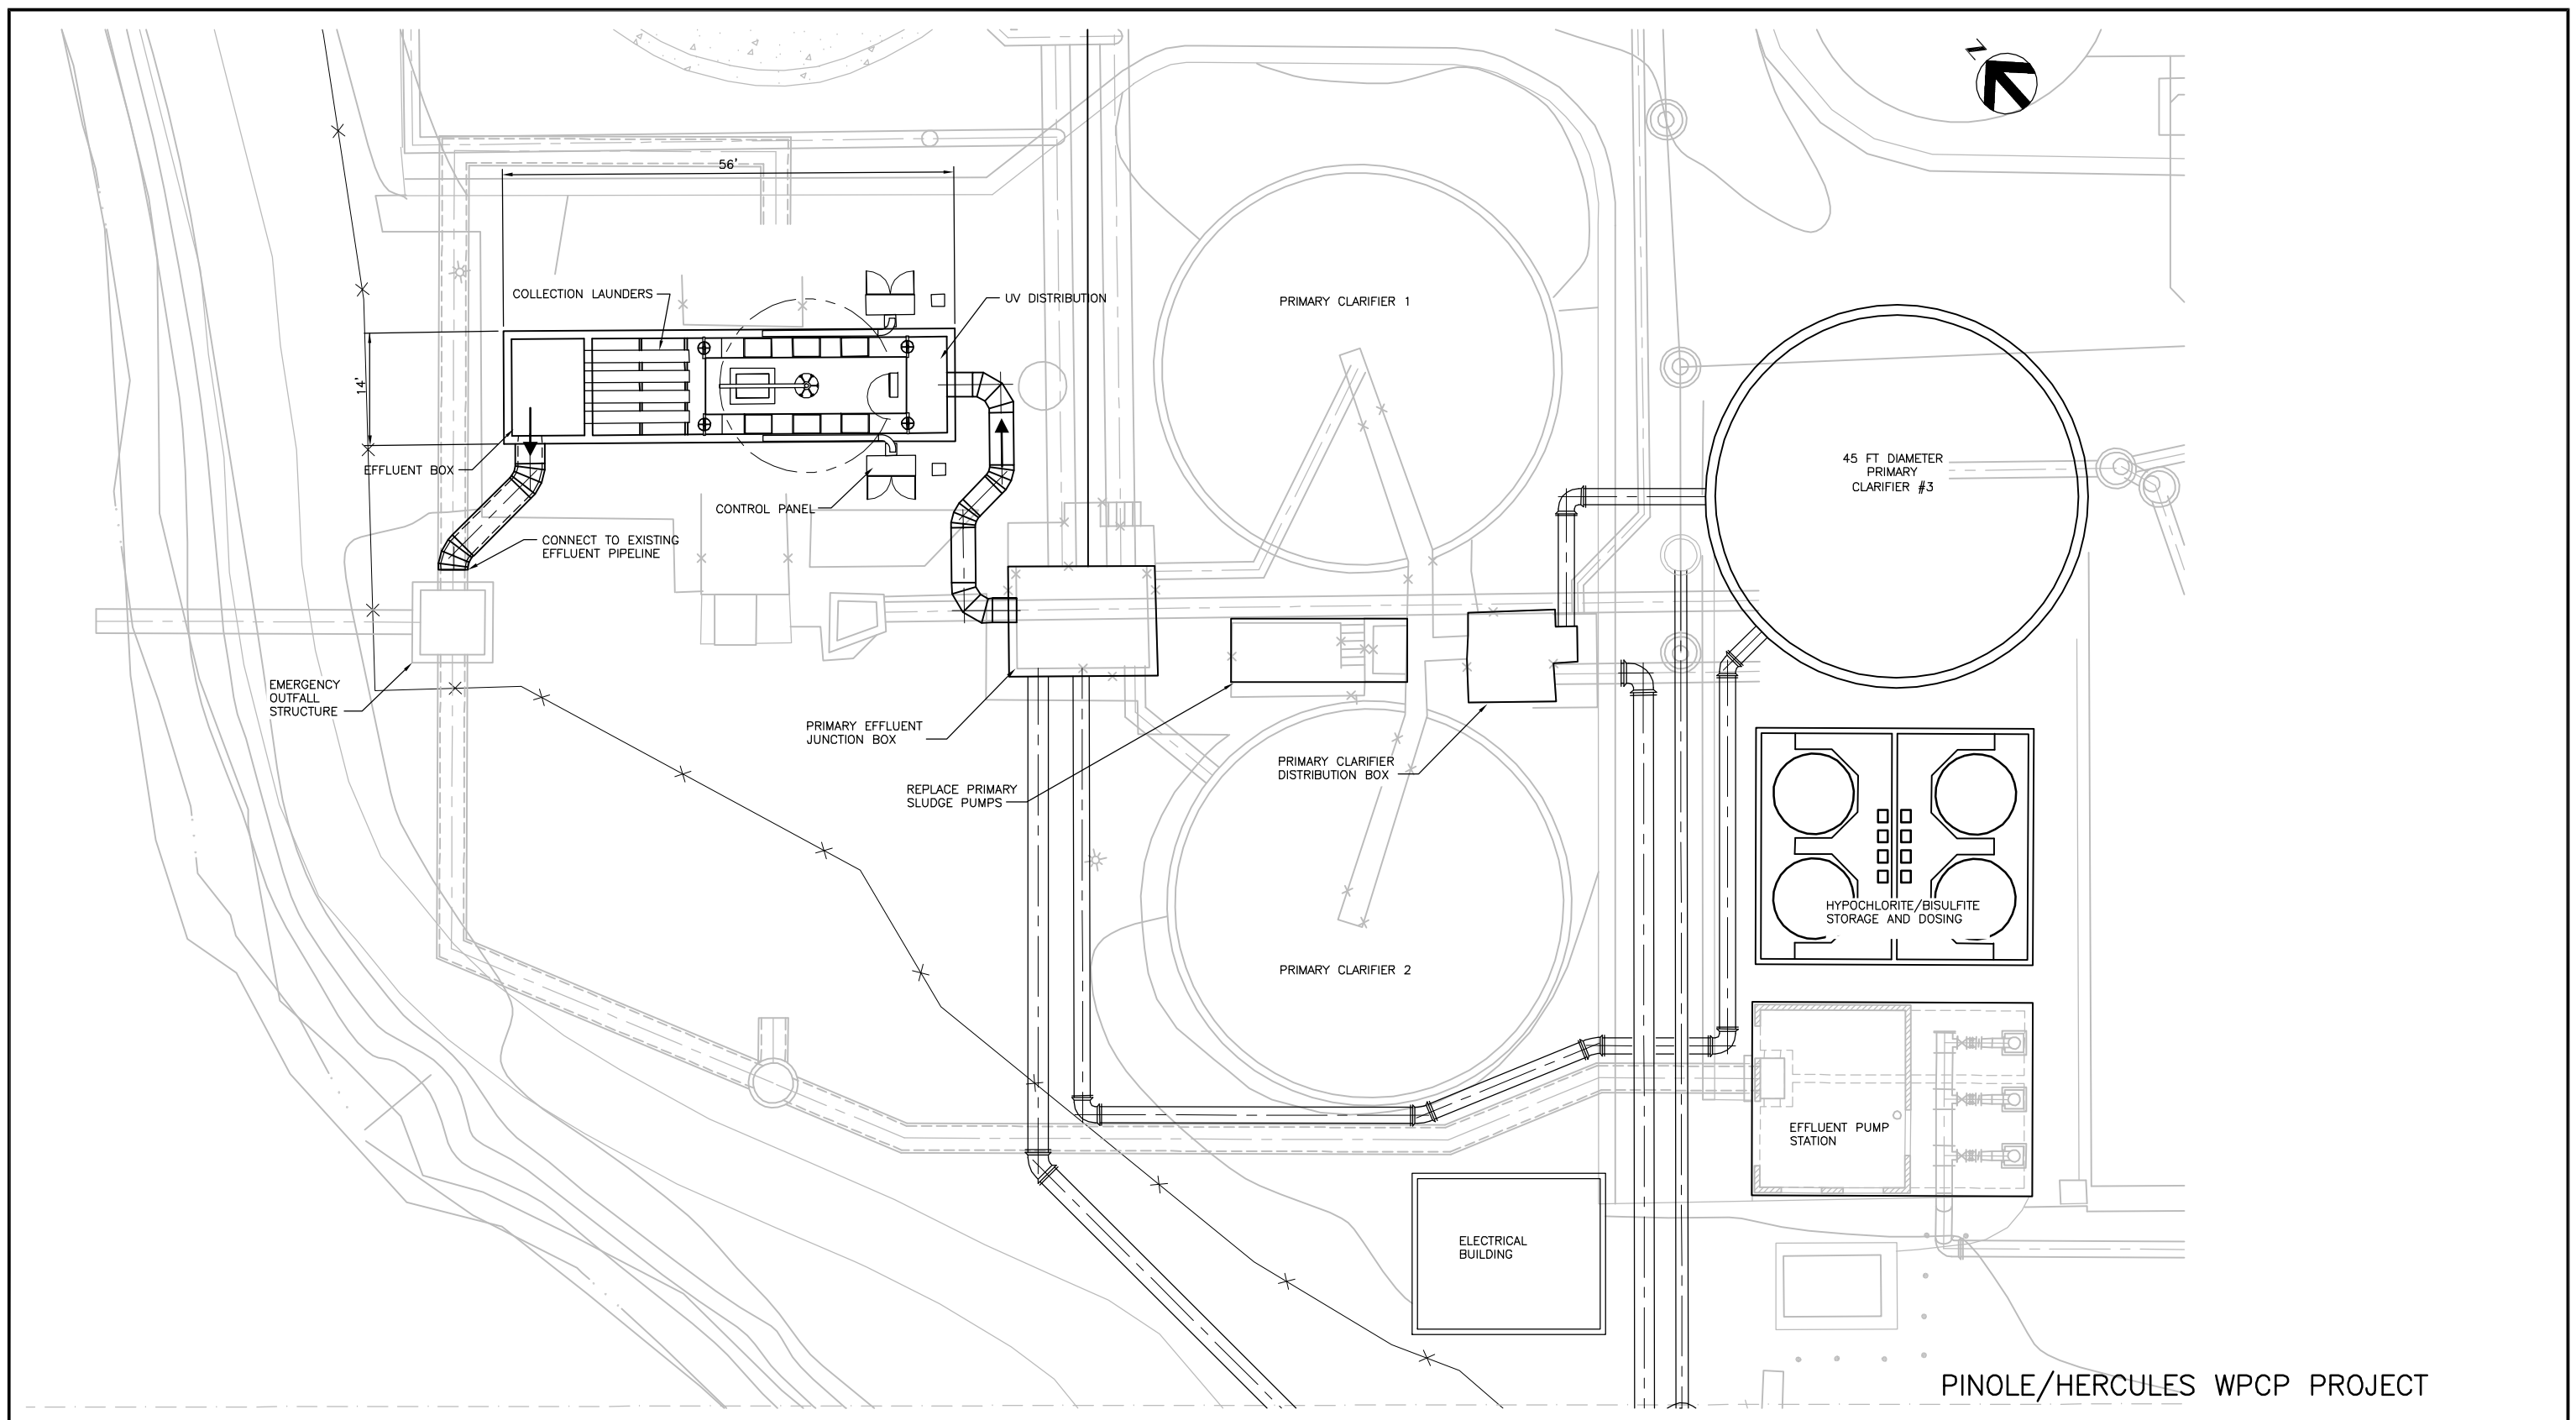 N
56'
COLLECTION LAUNDERS
UV DISTRIBUTION
PRIMARY CLARIFIER 1
14'
45 FT DIAMETER
PRIMARY
CLARIFIER #3
EFFLUENT BOX
CONTROL PANEL
CONNECT TO EXISTING
EFFLUENT PIPELINE
EMERGENCY
OUTFALL
STRUCTURE
PRIMARY EFFLUENT
JUNCTION BOX
PRIMARY CLARIFIER
DISTRIBUTION BOX
REPLACE PRIMARY
SLUDGE PUMPS
HYPOCHLORITE/BISULFITE
STORAGE AND DOSING
PRIMARY CLARIFIER 2
EFFLUENT PUMP
STATION
ELECTRICAL
BUILDING
PINOLE/HERCULES WPCP PROJECT